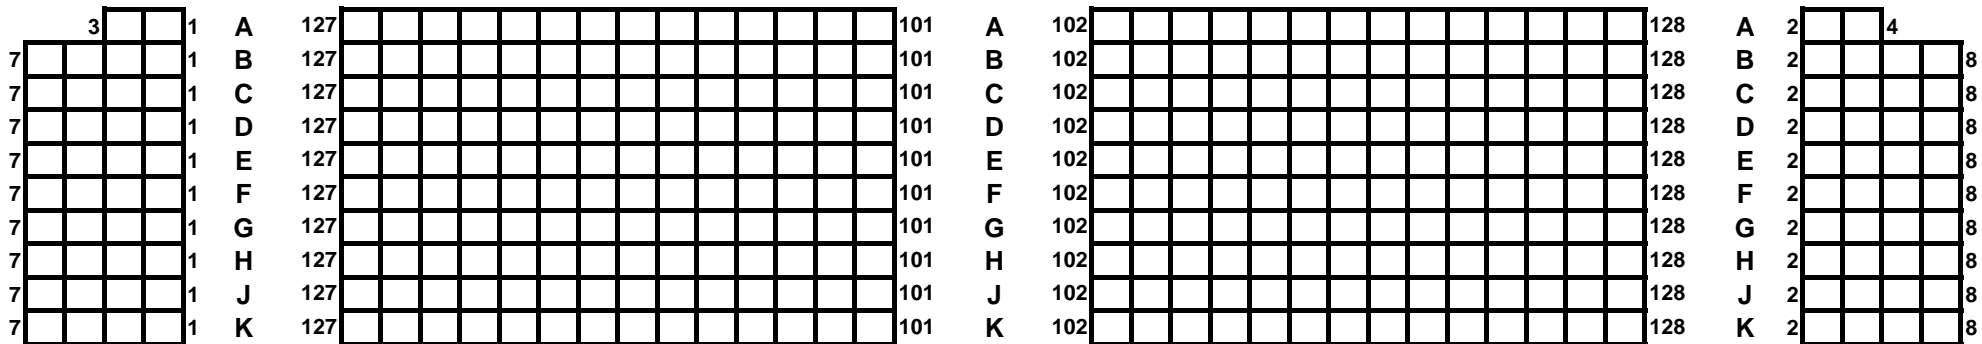 3 1 A 127 101 A 102 128 A 2 4
7 1 B 127 101 B 102 128 B 2 8
7 1 C 127 101 C 102 128 C 2 8
7 1 D 127 101 D 102 128 D 2 8
7 1 E 127 101 E 102 128 E 2 8
7 1 F 127 101 F 102 128 F 2 8
7 1 G 127 101 G 102 128 G 2 8
7 1 H 127 101 H 102 128 H 2 8
7 1 J 127 101 J 102 128 J 2 8
7 1 K 127 101 K 102 128 K 2 8